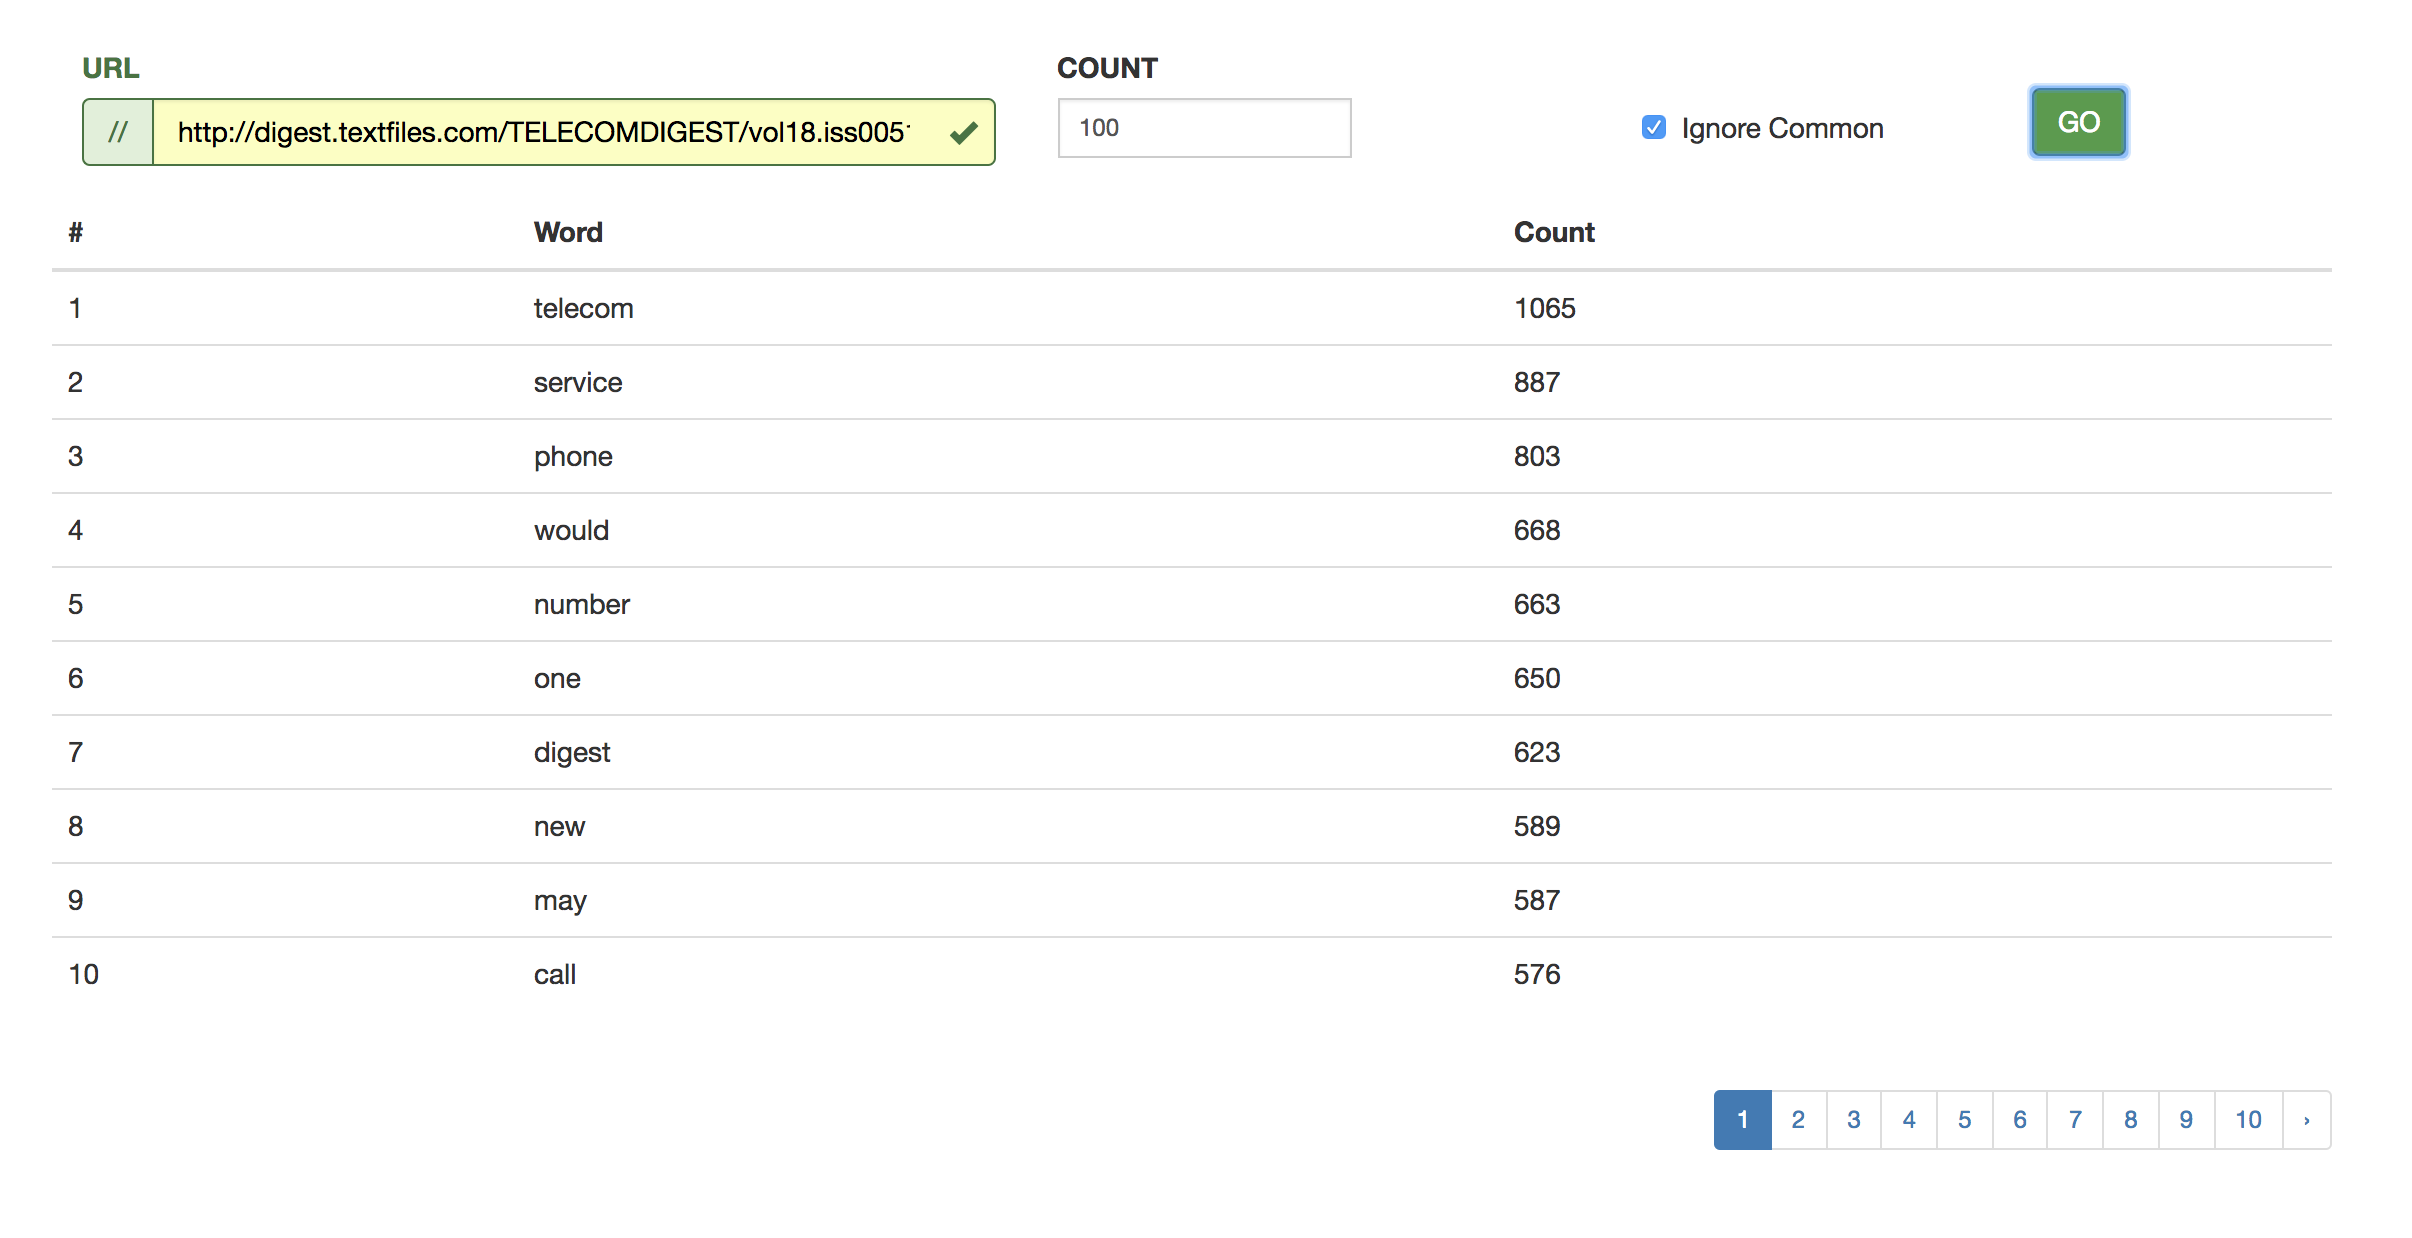 URL
COUNT
// http://digest.textfiles.com/TELECOMDIGEST/vol18.iss005
100
Ignore Common
GO
# Word Count
1 telecom 1065
2 service 887
3 phone 803
4 would 668
5 number 663
6 one 650
7 digest 623
8 new 589
9 may 587
10 call 576
1 2 3 4 5 6 7 8 9 10 ›